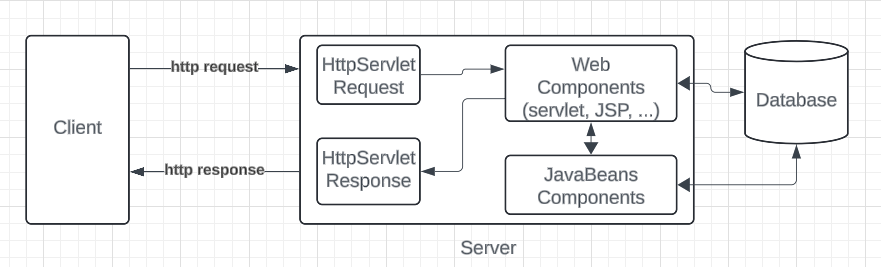 Client
http request
http response
HttpServlet
Request
HttpServlet
Response
Web
Components
(servlet, JSP, ...)
JavaBeans
Components
Database
Server